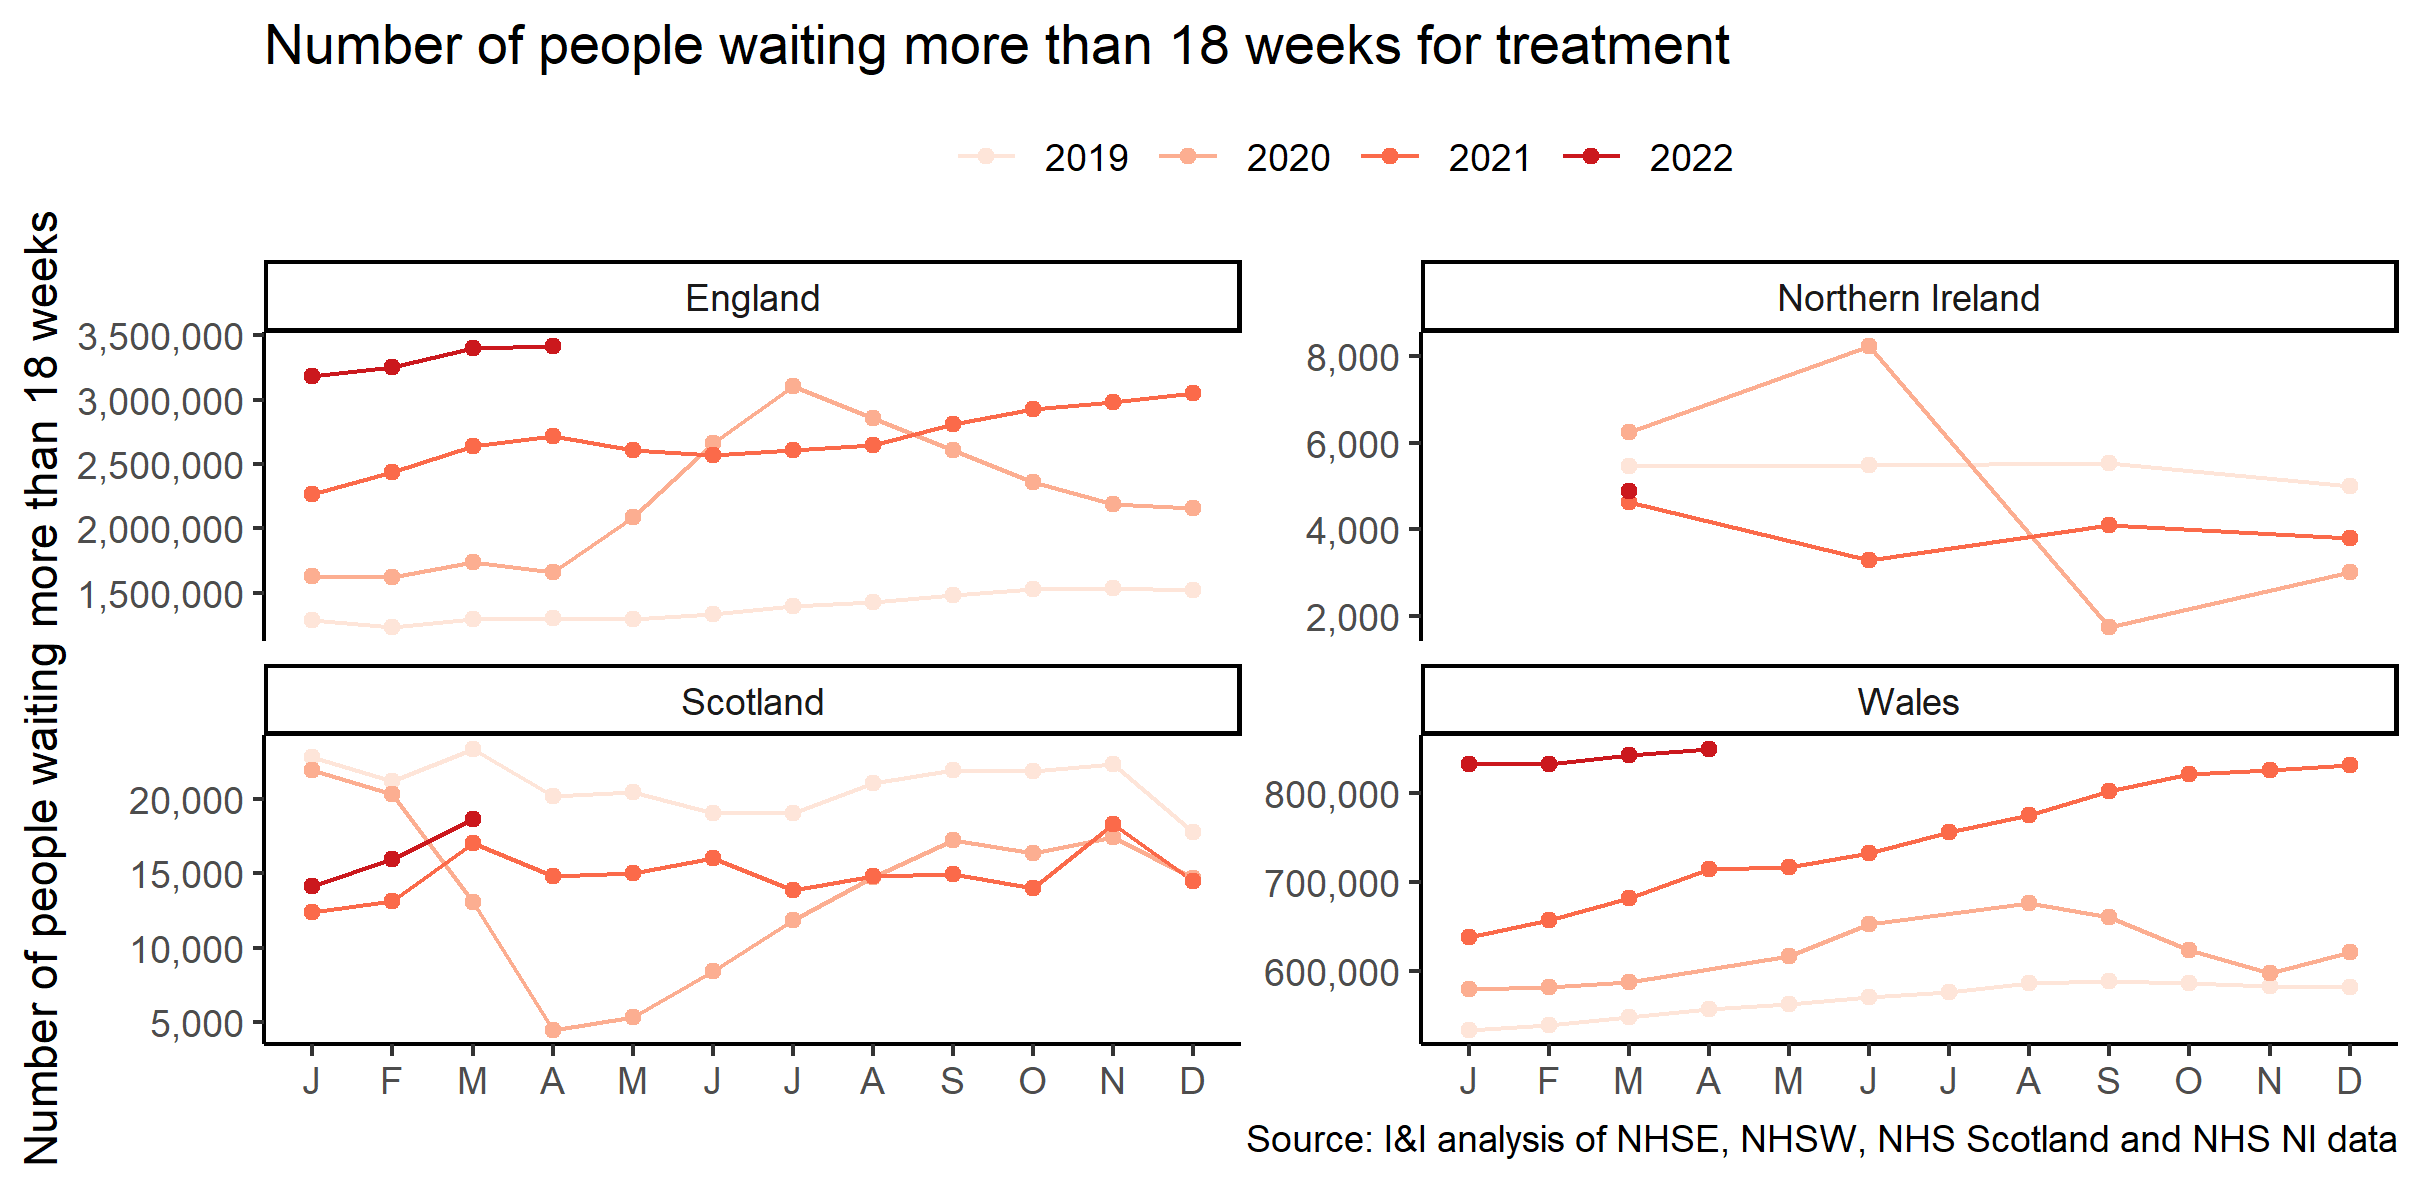 Number of people waiting more than 18 weeks for treatment
2019 2020 2021 2022
Number of people waiting more than 18 weeks
England
3,500,000
3,000,000
2,500,000
2,000,000
1,500,000
Northern Ireland
8,000
6,000
4,000
2,000
Scotland
20,000
15,000
10,000
5,000
J F M A M J J A S O N D
Wales
800,000
700,000
600,000
J F M A M J J A S O N D
Source: I&I analysis of NHSE, NHSW, NHS Scotland and NHS NI data